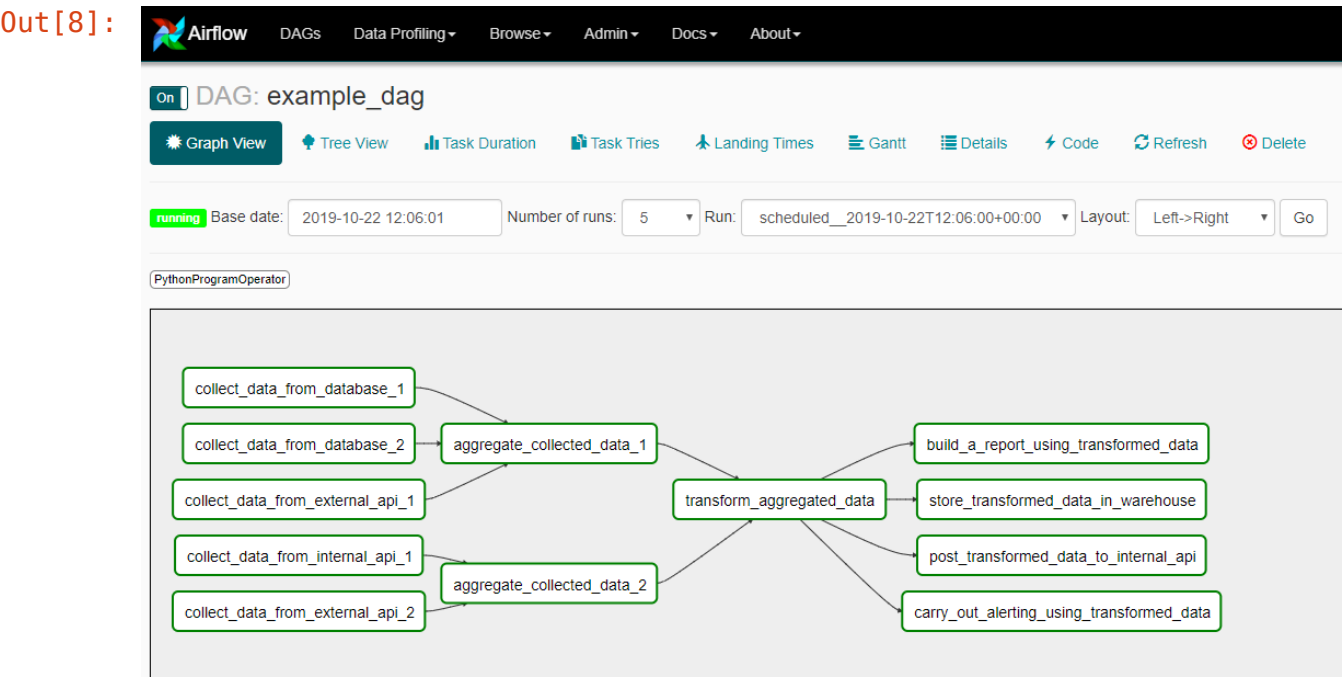 Out[8]:
Airflow DAGs Data Profiling Browse Admin Docs About
On DAG: example_dag
Graph View Tree View Task Duration Task Tries Landing Times Gantt Details Code Refresh Delete
running Base date: 2019-10-22 12:06:01 Number of runs: 5 Run: scheduled__2019-10-22T12:06:00+00:00 Layout: Left->Right Go
PythonProgramOperator
collect_data_from_database_1
collect_data_from_database_2
collect_data_from_external_api_1
collect_data_from_internal_api_1
collect_data_from_external_api_2
aggregate_collected_data_1
aggregate_collected_data_2
transform_aggregated_data
build_a_report_using_transformed_data
store_transformed_data_in_warehouse
post_transformed_data_to_internal_api
carry_out_alerting_using_transformed_data